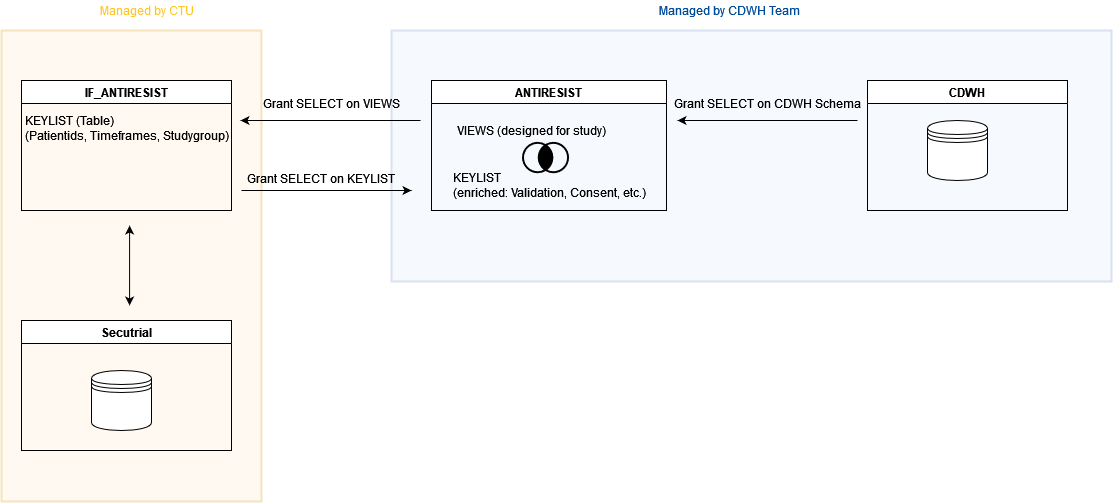 Managed by CTU
Managed by CDWH Team
IF_ANTIRESIST
KEYLIST (Table)
(Patientids, Timeframes, Studygroup)
Grant SELECT on VIEWS
Grant SELECT on KEYLIST
ANTIRESIST
VIEWS (designed for study)
KEYLIST
(enriched: Validation, Consent, etc.)
Grant SELECT on CDWH Schema
CDWH
Secutrial